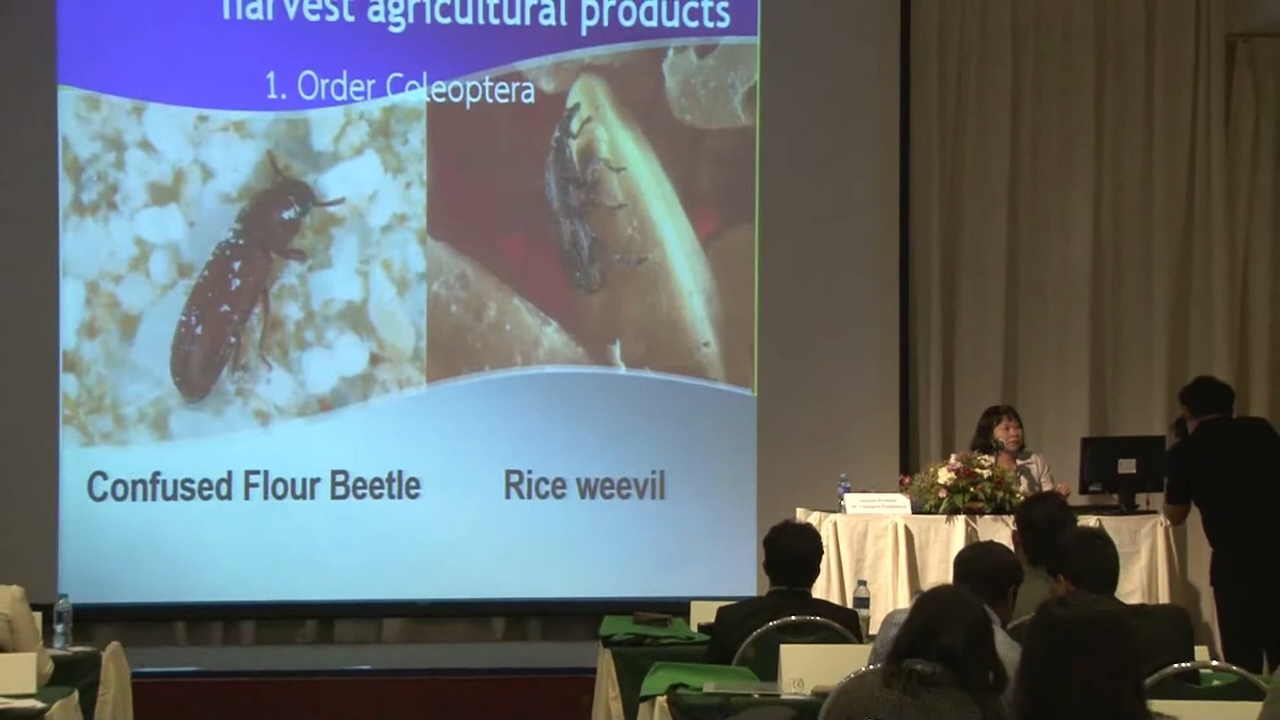 harvest agricultural products
1. Order Coleoptera
Confused Flour Beetle
Rice weevil